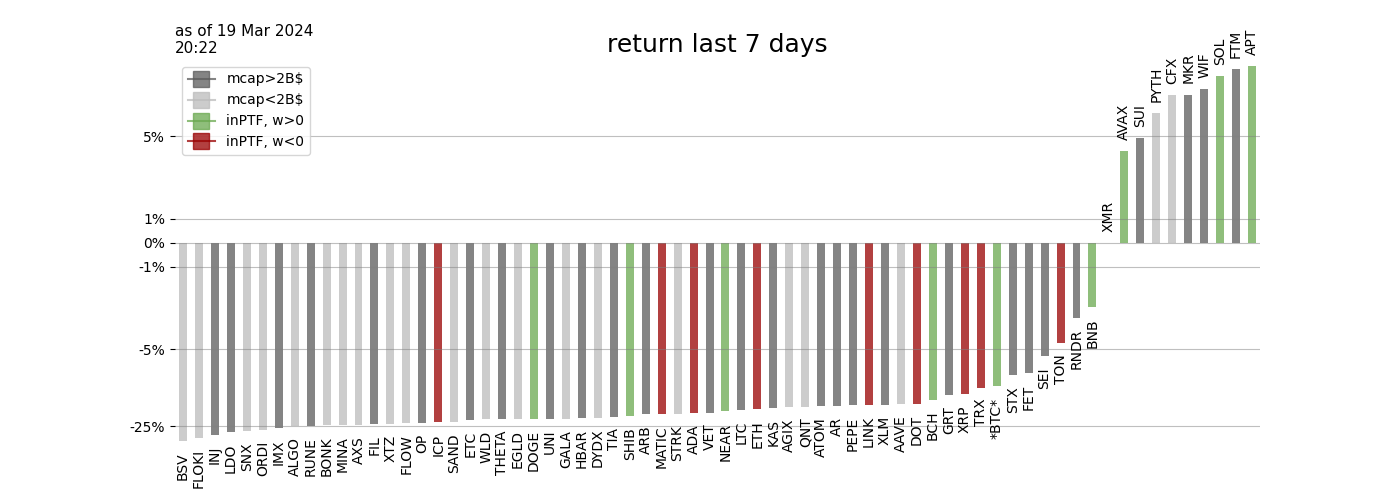 as of 19 Mar 2024
20:22
return last 7 days
mcap>2B$
mcap<2B$
inPTF, w>0
inPTF, w<0
5%
1%
0%
-1%
-5%
-25%
BSV
FLOKI
INJ
LDO
SNX
ORDI
IMX
ALGO
RUNE
BONK
MINA
AXS
FIL
XTZ
FLOW
OP
ICP
SAND
ETC
WLD
THETA
EGLD
DOGE
UNI
GALA
HBAR
DYDX
TIA
SHIB
ARB
MATIC
STRK
ADA
VET
NEAR
LTC
ETH
KAS
AGIX
QNT
ATOM
AR
PEPE
LINK
XLM
AAVE
DOT
BCH
GRT
XRP
TRX
*BTC*
STX
FET
SEI
TON
RNDR
BNB
XMR
AVAX
SUI
PYTH
CFX
MKR
WIF
SOL
FTM
APT